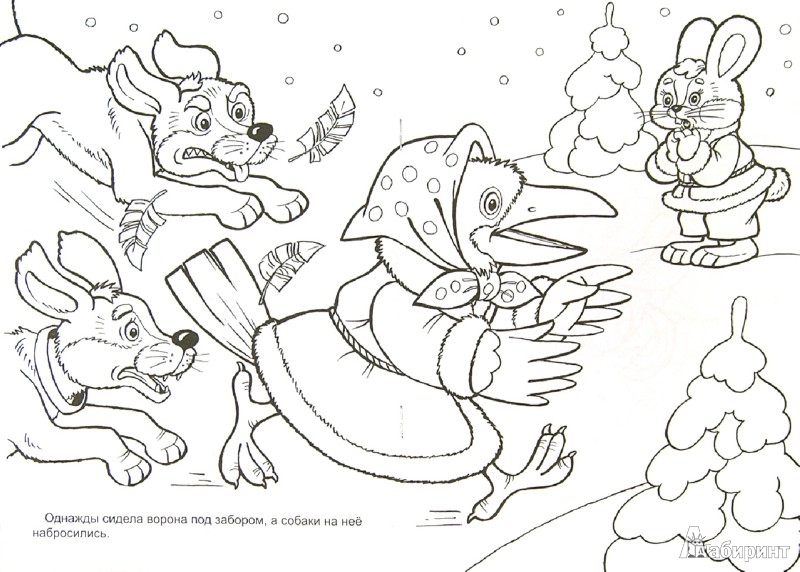 Однажды сидела ворона под забором, а собаки на неё
набросились.
Лабиринт